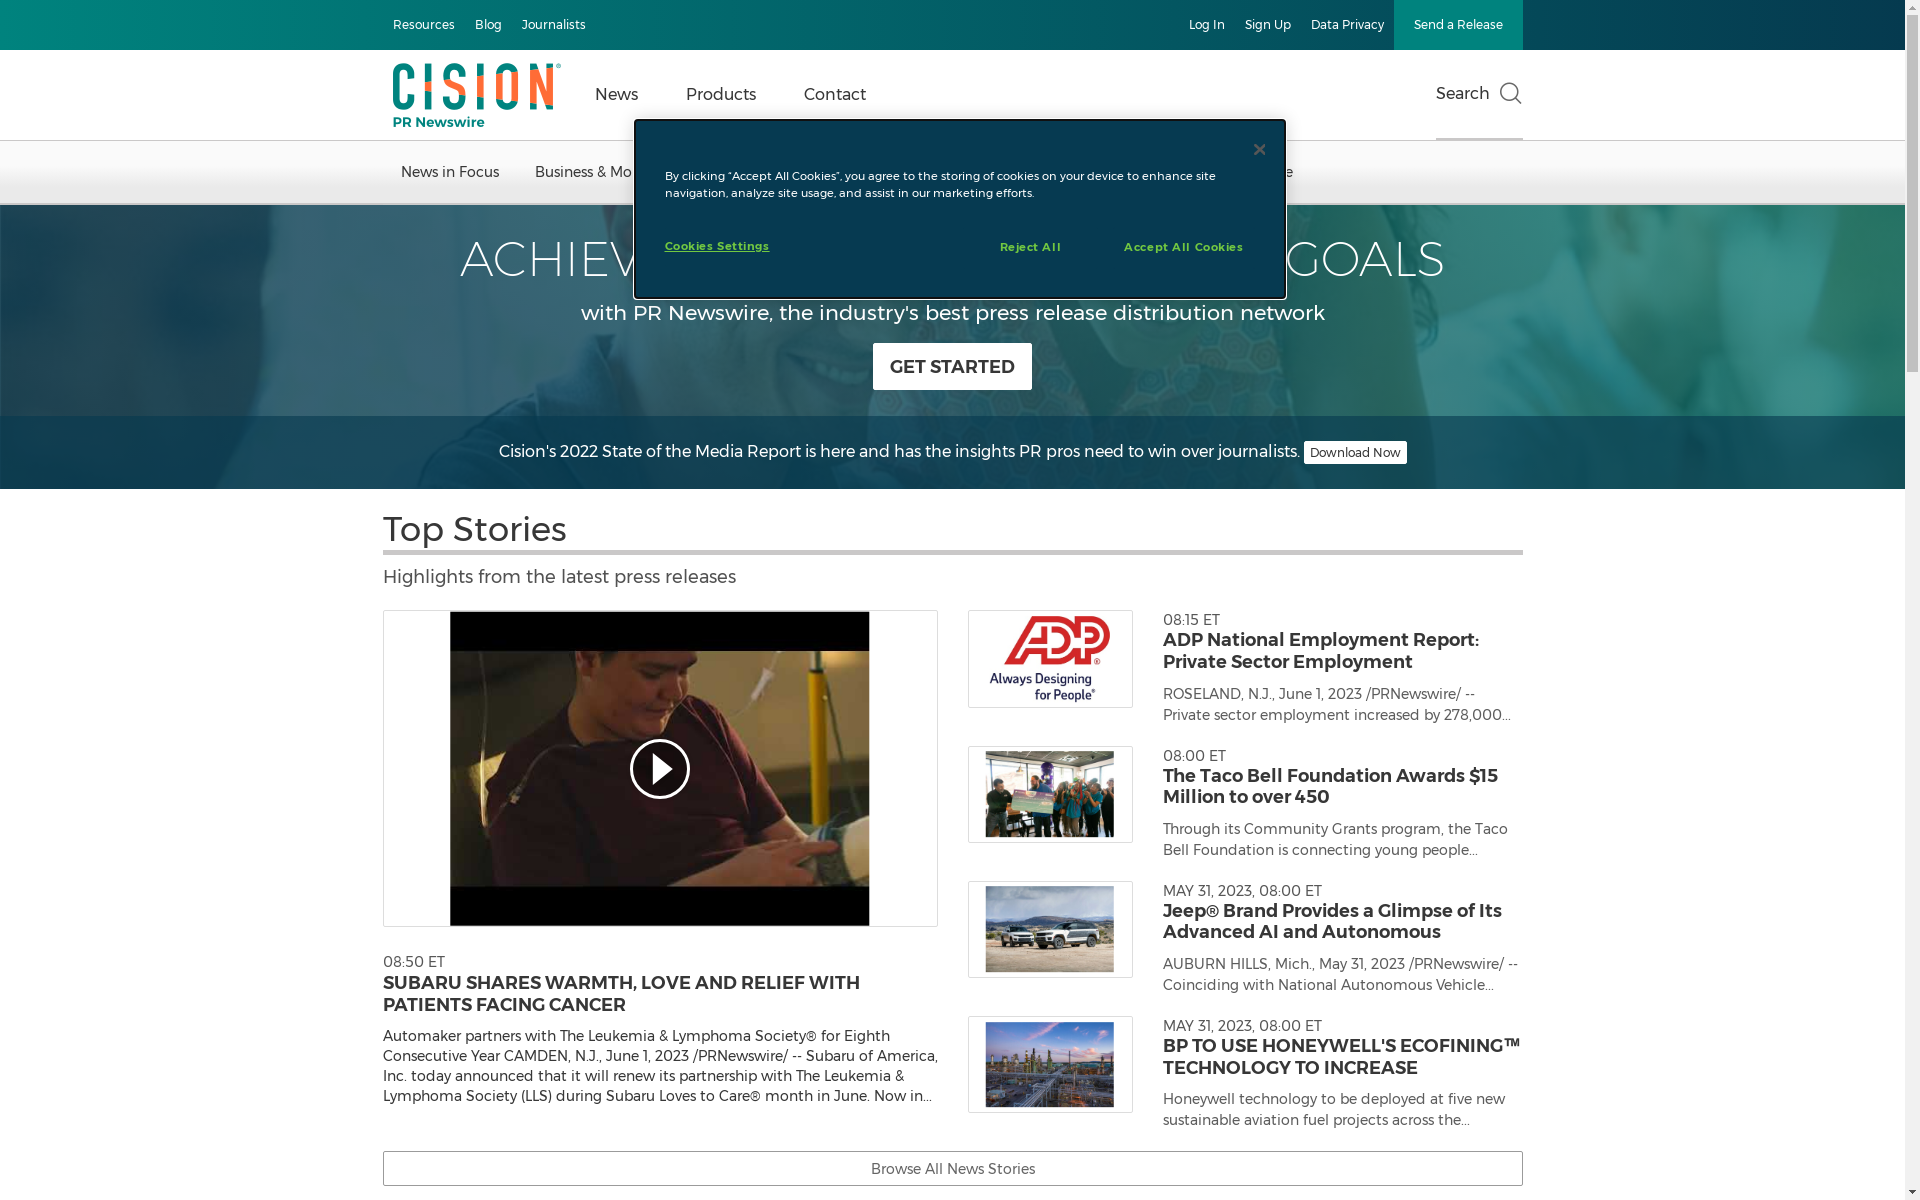 Resources Blog Journalists
Log In Sign Up Data Privacy Send a Release
CISION®
PR Newswire
News Products Contact
Search
News in Focus Business & Mo
By clicking “Accept All Cookies”, you agree to the storing of cookies on your device to enhance site
navigation, analyze site usage, and assist in our marketing efforts.
Cookies Settings Reject All Accept All Cookies
ACHIEV GOALS
with PR Newswire, the industry's best press release distribution network
GET STARTED
Cision's 2022 State of the Media Report is here and has the insights PR pros need to win over journalists. Download Now
Top Stories
Highlights from the latest press releases
08:50 ET
SUBARU SHARES WARMTH, LOVE AND RELIEF WITH
PATIENTS FACING CANCER
Automaker partners with The Leukemia & Lymphoma Society® for Eighth
Consecutive Year CAMDEN, N.J., June 1, 2023 /PRNewswire/ -- Subaru of America,
Inc. today announced that it will renew its partnership with The Leukemia &
Lymphoma Society (LLS) during Subaru Loves to Care® month in June. Now in...
ADP®
Always Designing
for People®
08:15 ET
ADP National Employment Report:
Private Sector Employment
ROSELAND, N.J., June 1, 2023 /PRNewswire/ --
Private sector employment increased by 278,000...
08:00 ET
The Taco Bell Foundation Awards $15
Million to over 450
Through its Community Grants program, the Taco
Bell Foundation is connecting young people...
MAY 31, 2023, 08:00 ET
Jeep® Brand Provides a Glimpse of Its
Advanced AI and Autonomous
AUBURN HILLS, Mich., May 31, 2023 /PRNewswire/ --
Coinciding with National Autonomous Vehicle...
MAY 31, 2023, 08:00 ET
BP TO USE HONEYWELL'S ECOFINING™
TECHNOLOGY TO INCREASE
Honeywell technology to be deployed at five new
sustainable aviation fuel projects across the...
Browse All News Stories